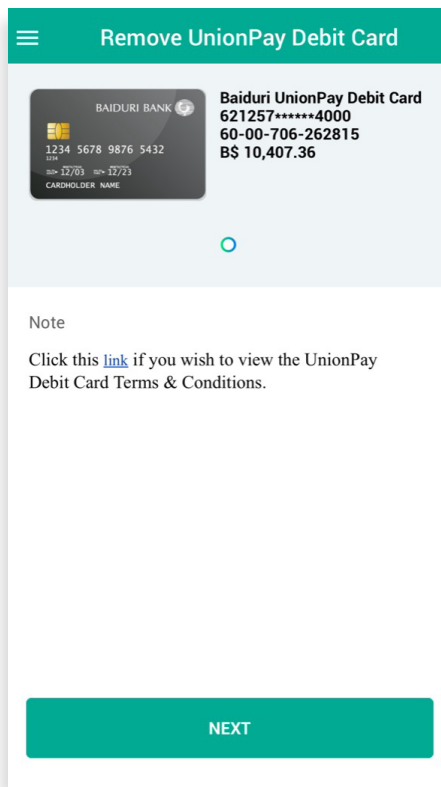 Remove UnionPay Debit Card
BAIDURI BANK
1234 5678 9876 5432
1234
12/03 12/23
CARDHOLDER NAME
Baiduri UnionPay Debit Card
621257******4000
60-00-706-262815
B$ 10,407.36
Note
Click this link if you wish to view the UnionPay
Debit Card Terms & Conditions.
NEXT